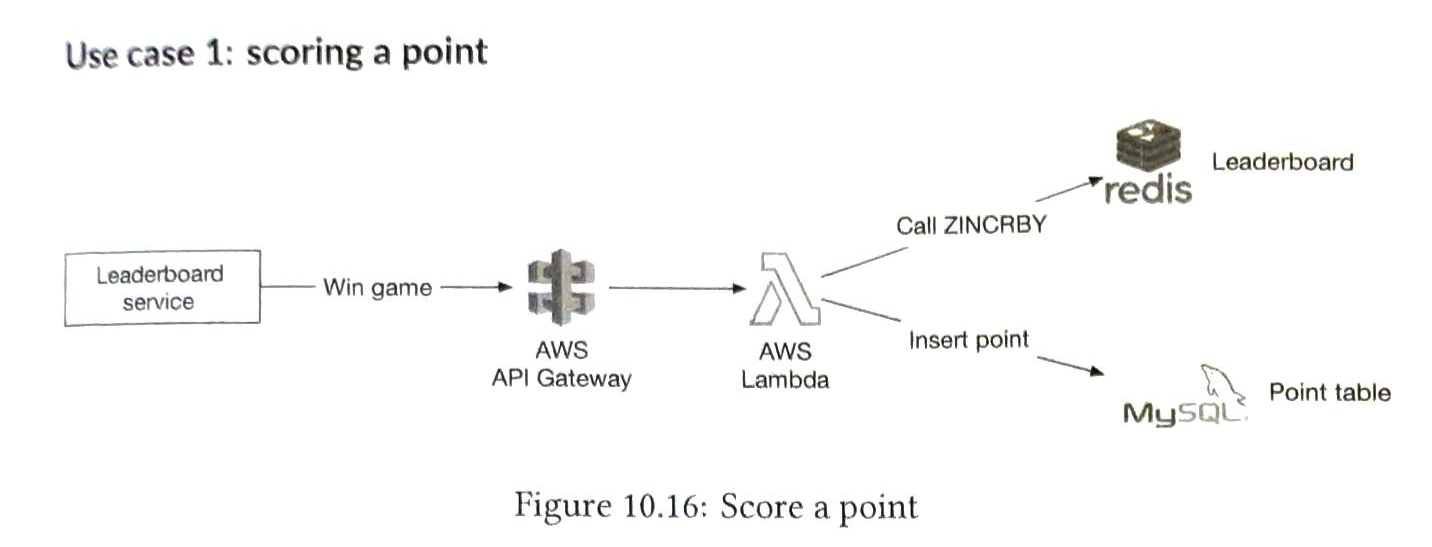 Use case 1: scoring a point
redis
Leaderboard
Call ZINCRBY
Leaderboard
service
Win game
AWS
API Gateway
AWS
Lambda
Insert point
MySQL
Point table
Figure 10.16: Score a point